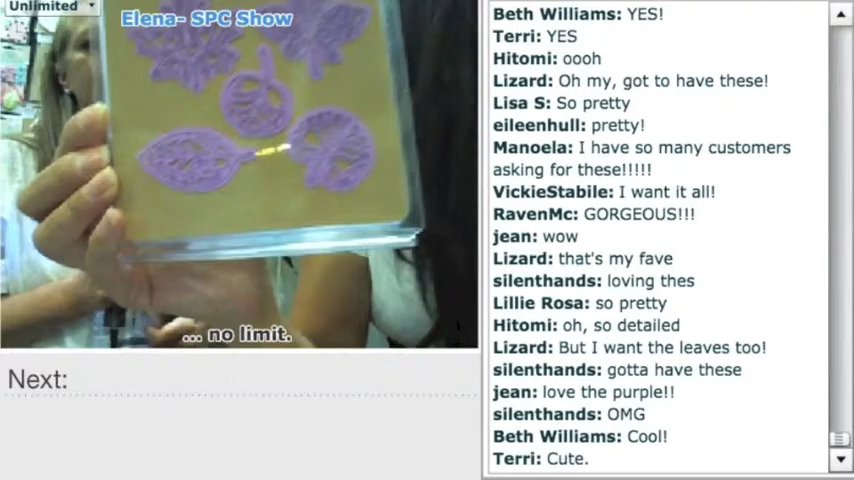 Unlimited
Elena- SPC Show
... no limit.
Next:
Beth Williams: YES!
Terri: YES
Hitomi: oooh
Lizard: Oh my, got to have these!
Lisa S: So pretty
eileenhull: pretty!
Manoela: I have so many customers
asking for these!!!!!
VickieStabile: I want it all!
RavenMc: GORGEOUS!!!
jean: wow
Lizard: that's my fave
silenthands: loving thes
Lillie Rosa: so pretty
Hitomi: oh, so detailed
Lizard: But I want the leaves too!
silenthands: gotta have these
jean: love the purple!!
silenthands: OMG
Beth Williams: Cool!
Terri: Cute.